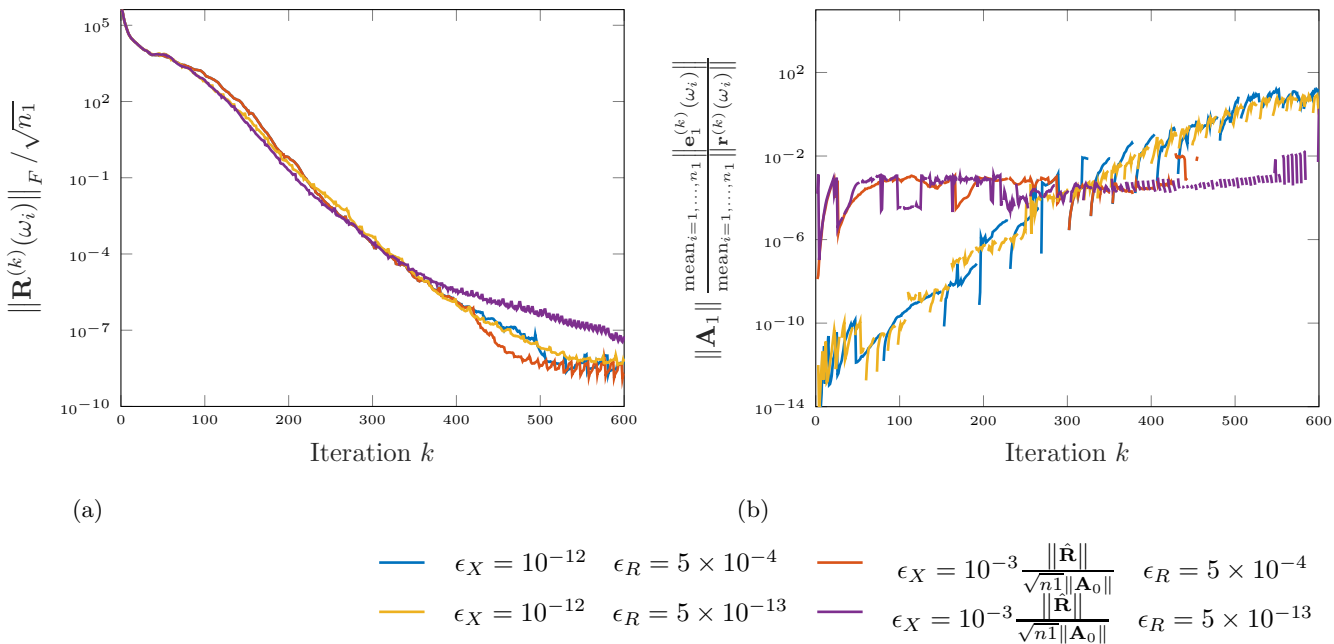 10^5
10^2
10^−1
10^−4
10^−7
10^−10
‖R^(k)(ω_i)‖_F / √n_1
0 100 200 300 400 500 600
Iteration k
(a)
10^2
10^−2
10^−6
10^−10
10^−14
‖A_1‖ mean_{i=1,...,n_1} ‖e_1^(k)(ω_i)‖ / mean_{i=1,...,n_1} ‖r^(k)(ω_i)‖
0 100 200 300 400 500 600
Iteration k
(b)
ϵ_X = 10^−12 ϵ_R = 5 × 10^−4
ϵ_X = 10^−3 ‖R̂‖ / √n1‖A_0‖ ϵ_R = 5 × 10^−4
ϵ_X = 10^−12 ϵ_R = 5 × 10^−13
ϵ_X = 10^−3 ‖R̂‖ / √n1‖A_0‖ ϵ_R = 5 × 10^−13